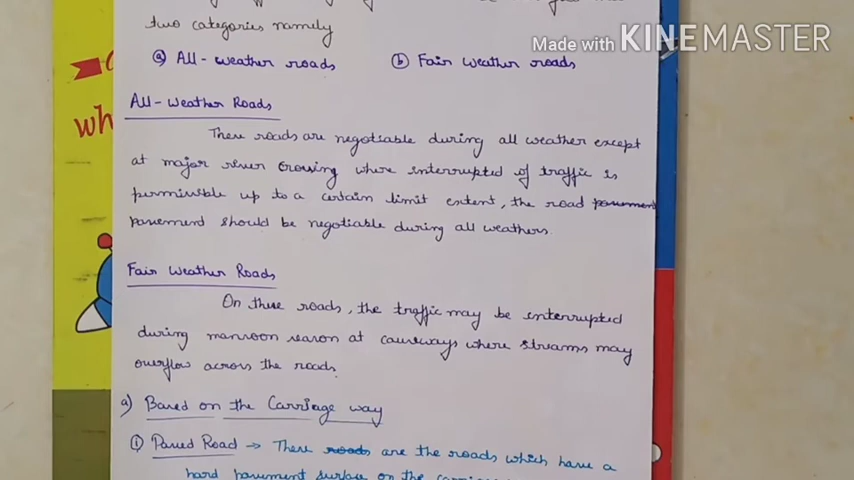 two categories namely
Made with KINEMASTER
ⓐ All-weather roads ⓑ Fair weather roads
wh
All-Weather Roads
These roads are negotiable during all weather except
at major river crossing where interrupted of traffic is
permissible up to a certain limit extent, the road pavement
pavement should be negotiable during all weathers.
Fair Weather Roads
On these roads, the traffic may be interrupted
during monsoon season at causeways where streams may
overflow across the roads.
a) Based on the Carriage way
① Paved Road → These roads are the roads which have a
hard pavement surface on the